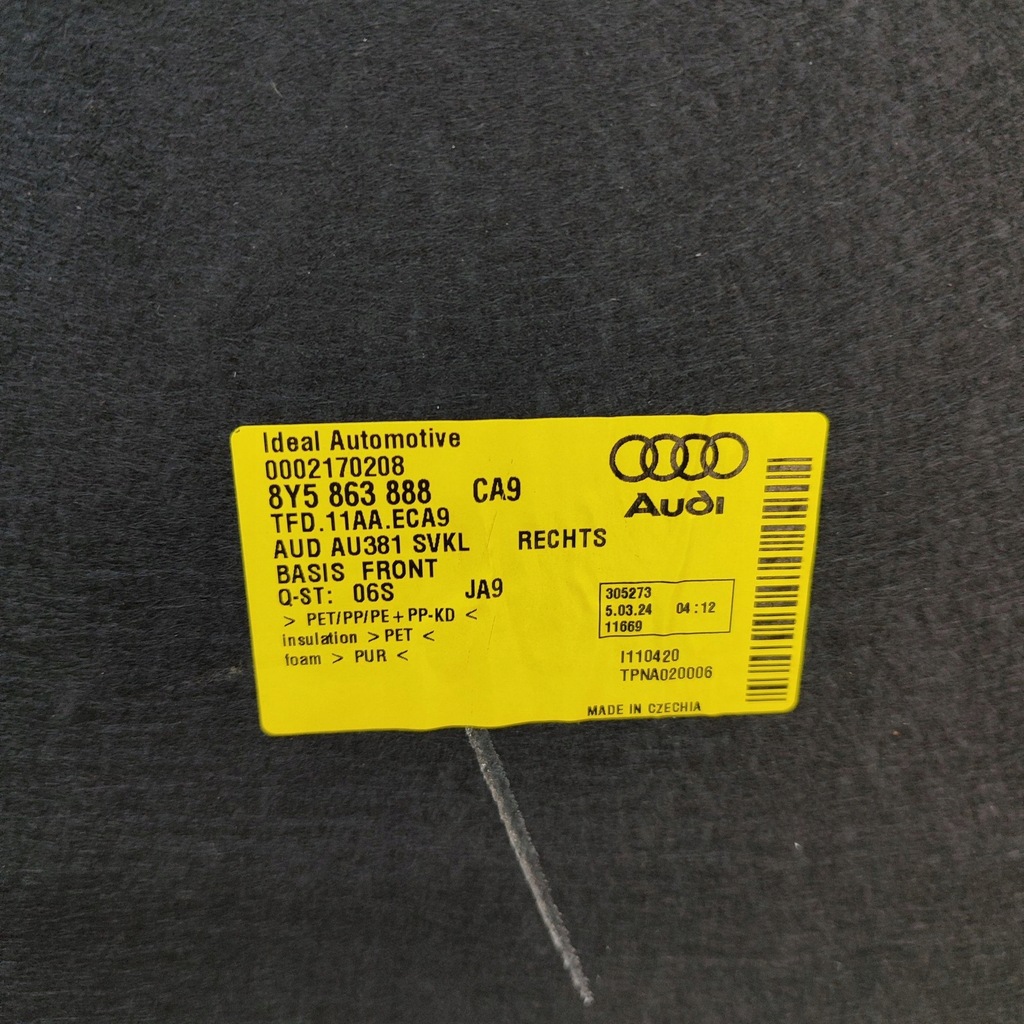 Ideal Automotive
0002170208
8Y5 863 888 CA9
TFD.11AA.ECA9
AUD AU381 SVKL RECHTS
BASIS FRONT
Q-ST: 06S JA9
> PET/PP/PE+PP-KD <
insulation > PET <
foam > PUR <
Audi
305273
5.03.24 04:12
11669
I110420
TPNA020006
MADE IN CZECHIA